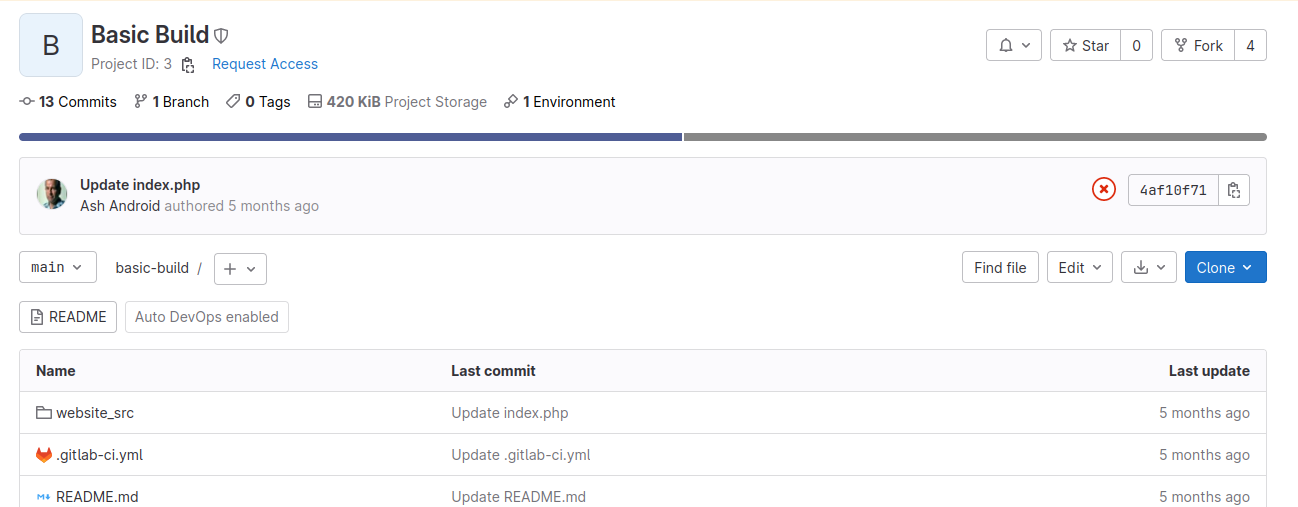 B
Basic Build
Project ID: 3 Request Access
Star 0 Fork 4
13 Commits 1 Branch 0 Tags 420 KiB Project Storage 1 Environment
Update index.php
Ash Android authored 5 months ago
4af10f71
main basic-build / + Find file Edit Clone
README Auto DevOps enabled
Name Last commit Last update
website_src Update index.php 5 months ago
.gitlab-ci.yml Update .gitlab-ci.yml 5 months ago
README.md Update README.md 5 months ago